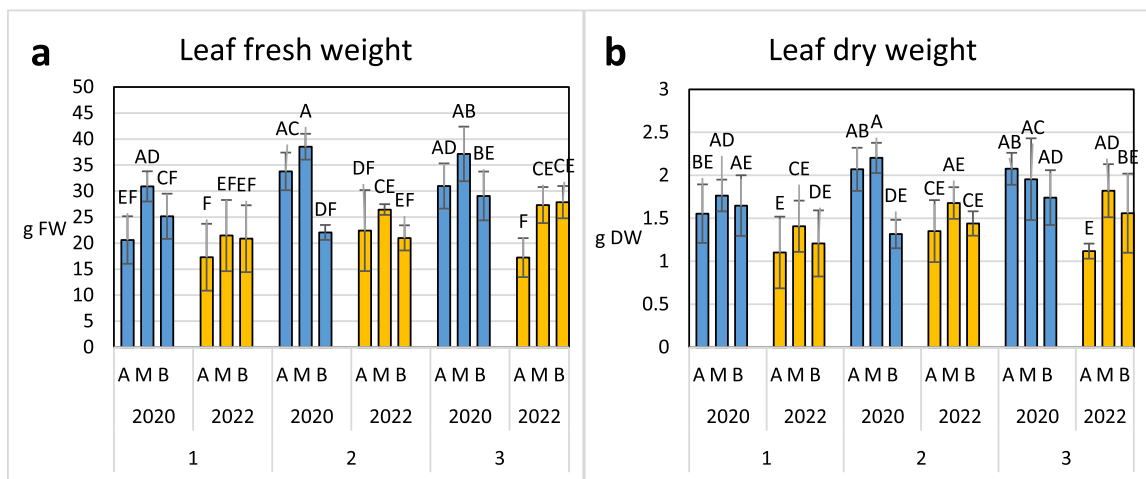 a Leaf fresh weight
50
45
40
35
30
25
20
15
10
5
0
g FW
EF AD CF F EF EF AC A DF DF CE EF AD AB BE F CE CE
A M B A M B A M B A M B A M B A M B
2020 2022 2020 2022 2020 2022
1 2 3
b Leaf dry weight
3
2.5
2
1.5
1
0.5
0
g DW
BE AD AE E CE DE AB A DE CE AE CE AB AC AD E AD BE
A M B A M B A M B A M B A M B A M B
2020 2022 2020 2022 2020 2022
1 2 3